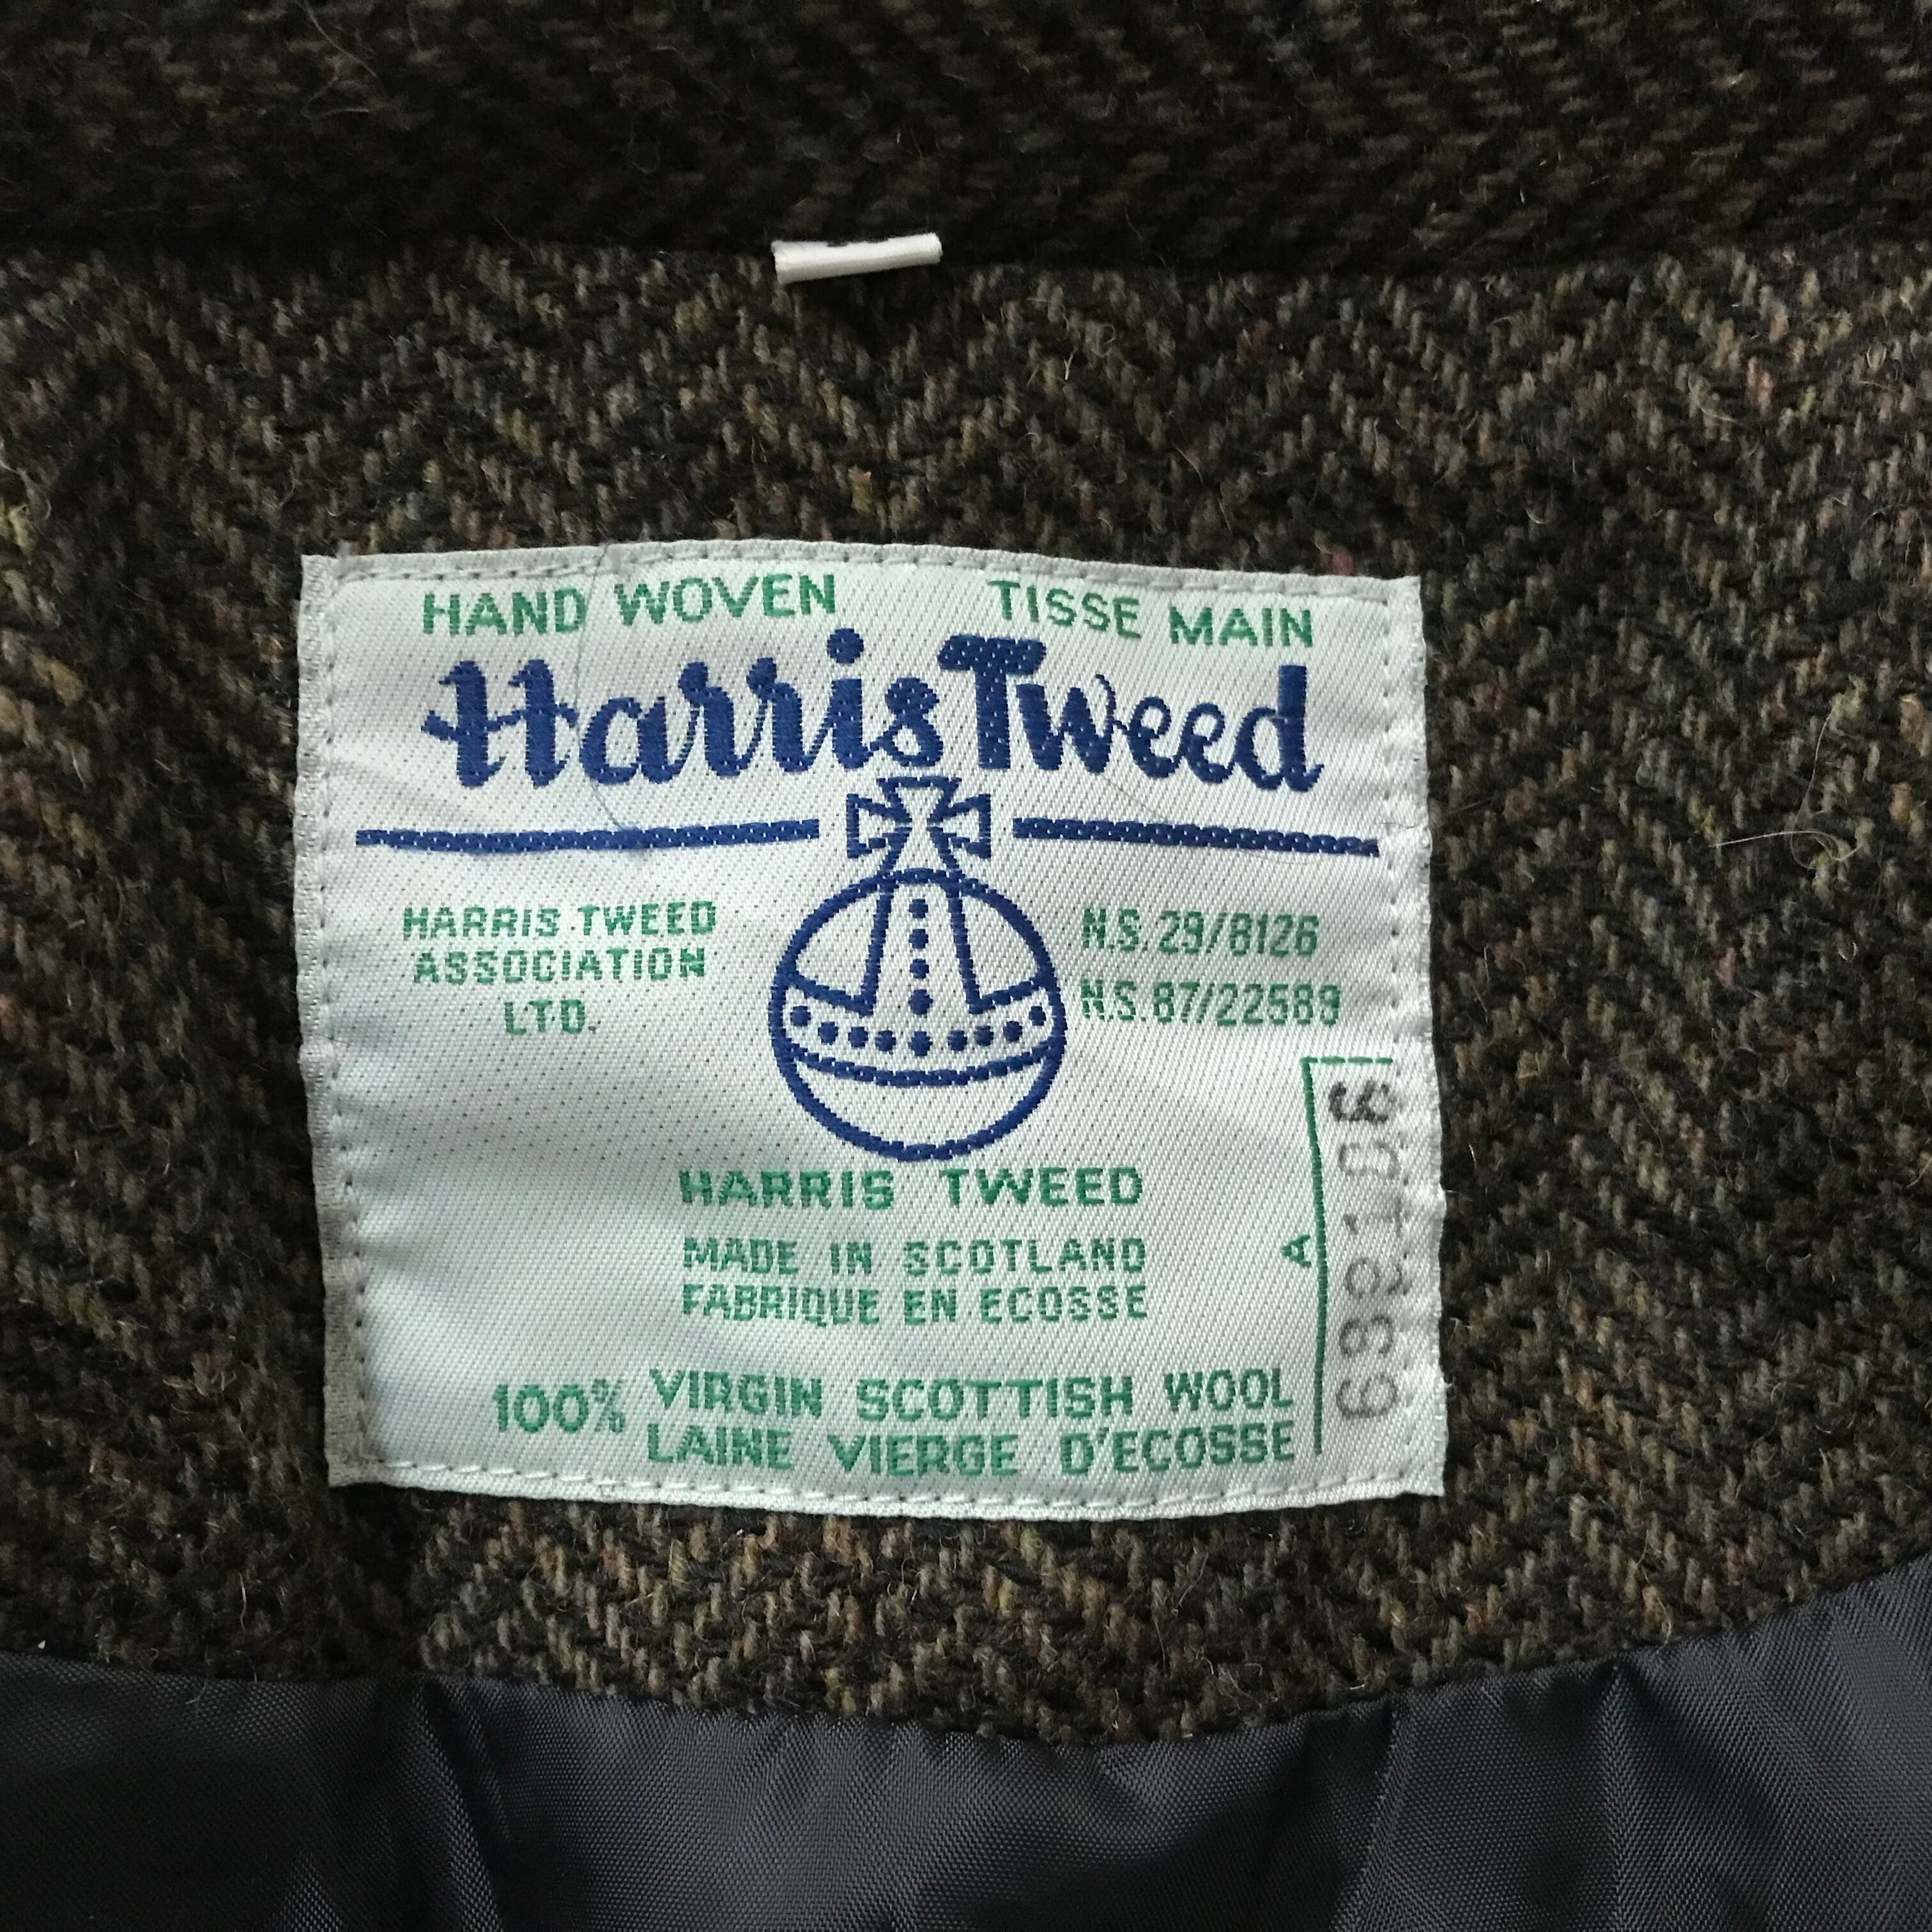 HAND WOVEN TISSE MAIN
Harris Tweed
HARRIS TWEED
ASSOCIATION
LTD.
N.S. 29/8126
N.S. 87/22589
HARRIS TWEED
MADE IN SCOTLAND
FABRIQUE EN ECOSSE
100% VIRGIN SCOTTISH WOOL
LAINE VIERGE D'ECOSSE
A